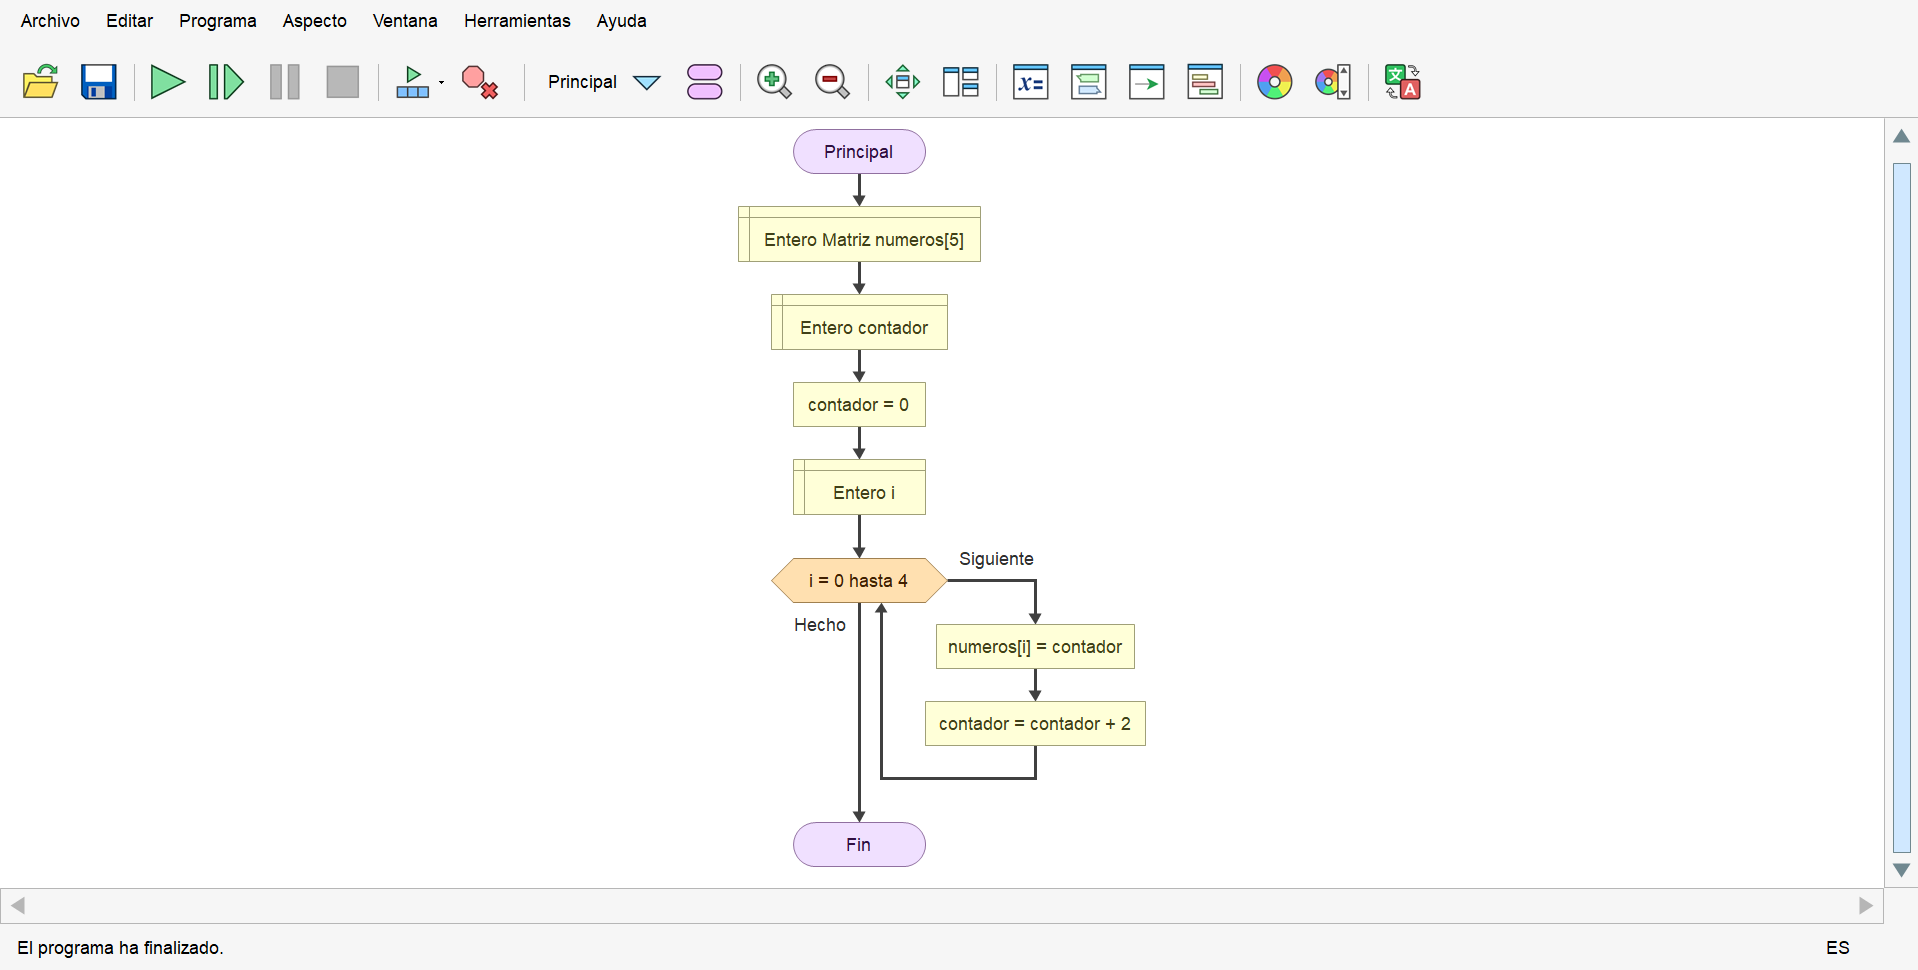 Archivo Editar Programa Aspecto Ventana Herramientas Ayuda
Principal
x=
文
A
Principal
Entero Matriz numeros[5]
Entero contador
contador = 0
Entero i
i = 0 hasta 4
Siguiente
Hecho
numeros[i] = contador
contador = contador + 2
Fin
El programa ha finalizado.
ES